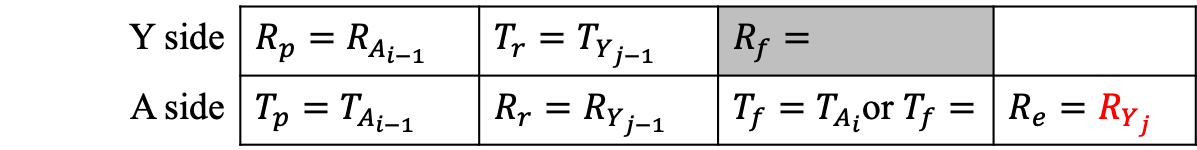 Y side R_p = R_{A_{i-1}} T_r = T_{Y_{j-1}} R_f =
A side T_p = T_{A_{i-1}} R_r = R_{Y_{j-1}} T_f = T_{A_i} or T_f = R_e = R_{Y_j}